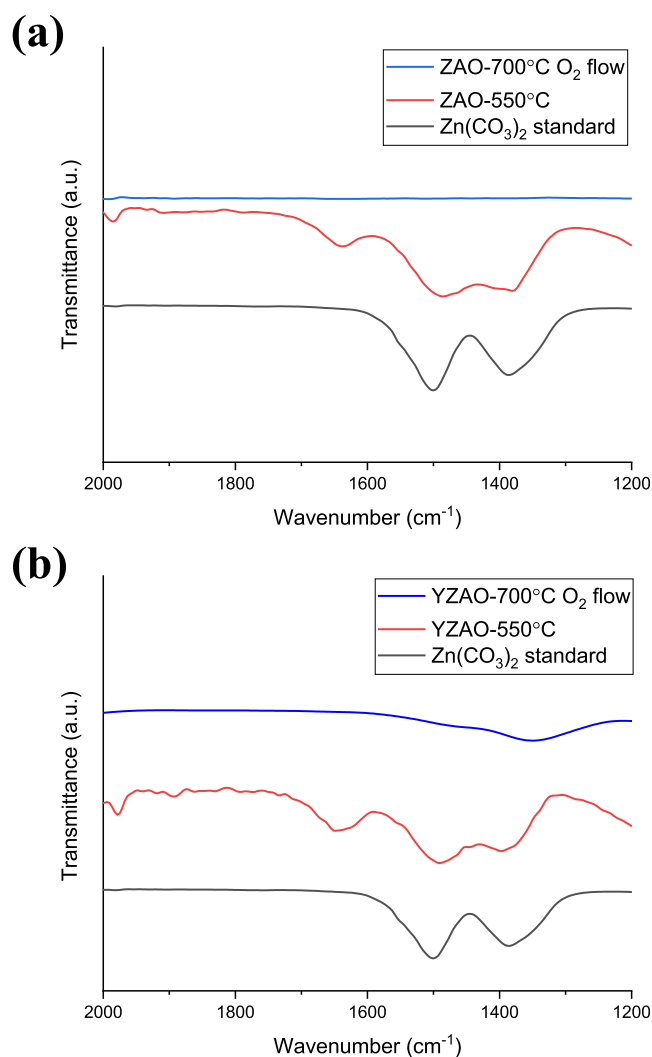 (a)
ZAO-700°C O₂ flow
ZAO-550°C
Zn(CO₃)₂ standard
Transmittance (a.u.)
2000 1800 1600 1400 1200
Wavenumber (cm⁻¹)
(b)
YZAO-700°C O₂ flow
YZAO-550°C
Zn(CO₃)₂ standard
Transmittance (a.u.)
2000 1800 1600 1400 1200
Wavenumber (cm⁻¹)